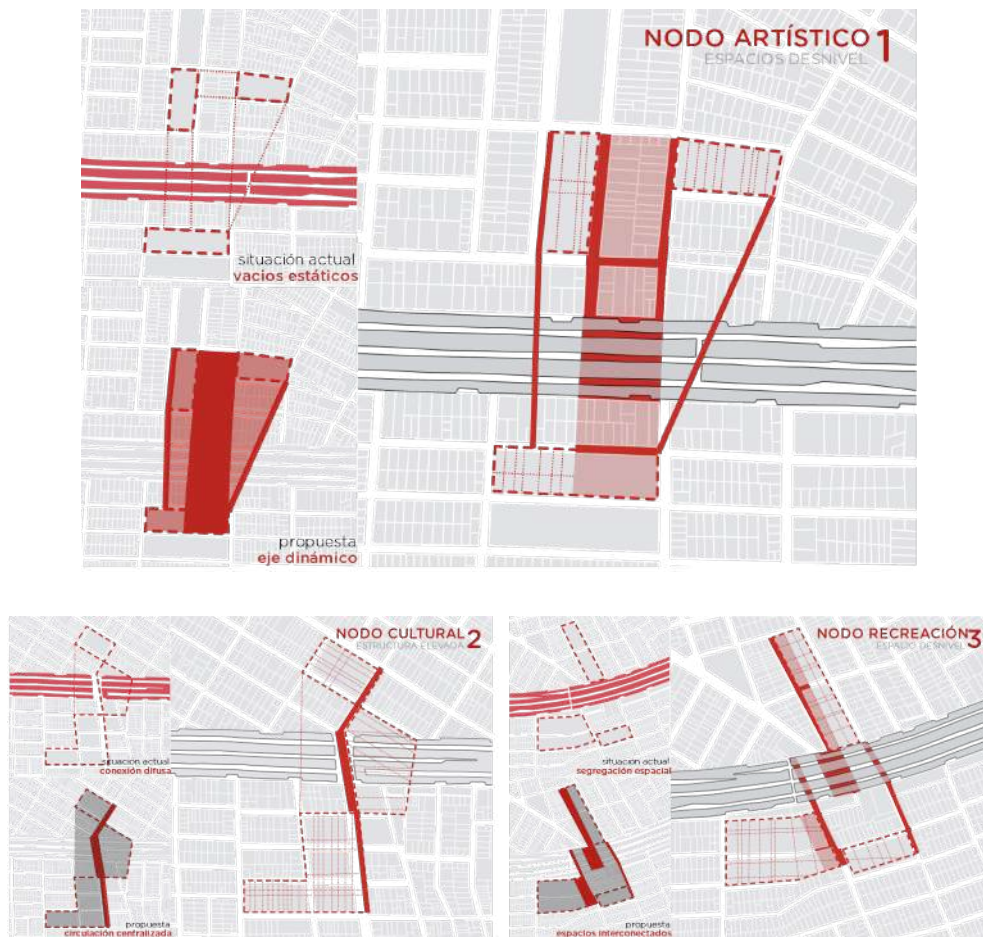 NODO ARTÍSTICO 1
ESPACIOS DESNIVEL
situación actual
vacios estáticos
propuesta
eje dinámico
NODO CULTURAL 2
ESTRUCTURA ELEVADA
situación actual
conexión difusa
propuesta
circulación centralizada
NODO RECREACIÓN 3
ESPACIO DESNIVEL
situación actual
segregación espacial
propuesta
espacios interconectados